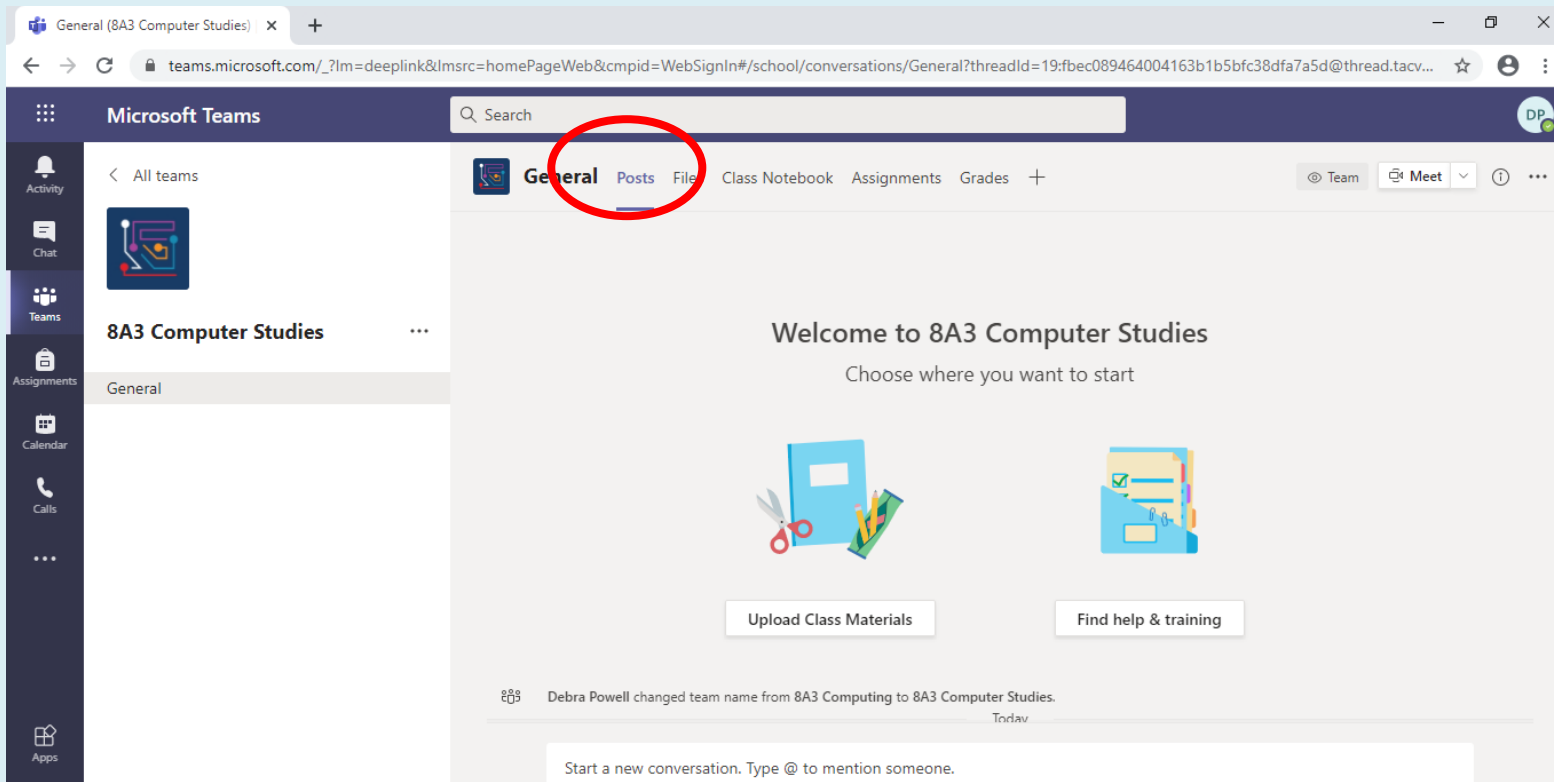 General (8A3 Computer Studies)
teams.microsoft.com/_?lm=deeplink&lmsrc=homePageWeb&cmpid=WebSignIn#/school/conversations/General?threadId=19:fbec089464004163b1b5bfc38dfa7a5d@thread.tacv...
Microsoft Teams
Search
DP
Activity
Chat
Teams
Assignments
Calendar
Calls
Apps
All teams
8A3 Computer Studies
General
General Posts File Class Notebook Assignments Grades
Team Meet
Welcome to 8A3 Computer Studies
Choose where you want to start
Upload Class Materials
Find help & training
Debra Powell changed team name from 8A3 Computing to 8A3 Computer Studies.
Today
Start a new conversation. Type @ to mention someone.